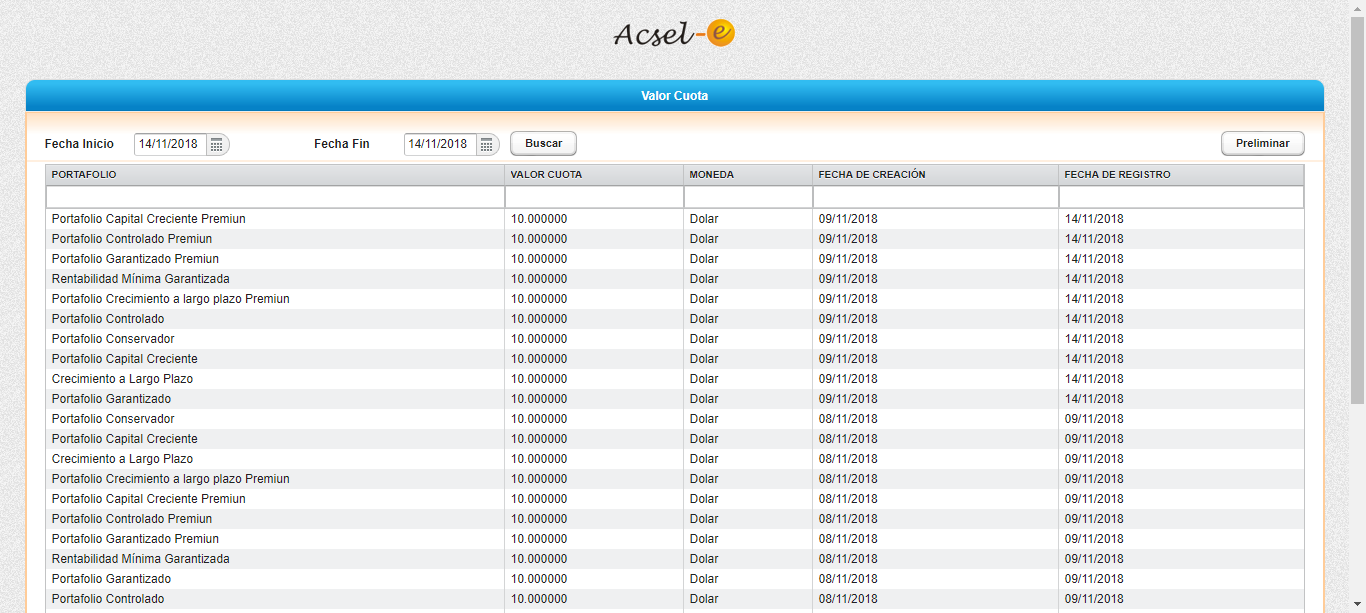 Acsel-e
Valor Cuota
Fecha Inicio 14/11/2018 Fecha Fin 14/11/2018 Buscar Preliminar
PORTAFOLIO VALOR CUOTA MONEDA FECHA DE CREACIÓN FECHA DE REGISTRO
Portafolio Capital Creciente Premiun 10.000000 Dolar 09/11/2018 14/11/2018
Portafolio Controlado Premiun 10.000000 Dolar 09/11/2018 14/11/2018
Portafolio Garantizado Premiun 10.000000 Dolar 09/11/2018 14/11/2018
Rentabilidad Mínima Garantizada 10.000000 Dolar 09/11/2018 14/11/2018
Portafolio Crecimiento a largo plazo Premiun 10.000000 Dolar 09/11/2018 14/11/2018
Portafolio Controlado 10.000000 Dolar 09/11/2018 14/11/2018
Portafolio Conservador 10.000000 Dolar 09/11/2018 14/11/2018
Portafolio Capital Creciente 10.000000 Dolar 09/11/2018 14/11/2018
Crecimiento a Largo Plazo 10.000000 Dolar 09/11/2018 14/11/2018
Portafolio Garantizado 10.000000 Dolar 09/11/2018 14/11/2018
Portafolio Conservador 10.000000 Dolar 08/11/2018 09/11/2018
Portafolio Capital Creciente 10.000000 Dolar 08/11/2018 09/11/2018
Crecimiento a Largo Plazo 10.000000 Dolar 08/11/2018 09/11/2018
Portafolio Crecimiento a largo plazo Premiun 10.000000 Dolar 08/11/2018 09/11/2018
Portafolio Capital Creciente Premiun 10.000000 Dolar 08/11/2018 09/11/2018
Portafolio Controlado Premiun 10.000000 Dolar 08/11/2018 09/11/2018
Portafolio Garantizado Premiun 10.000000 Dolar 08/11/2018 09/11/2018
Rentabilidad Mínima Garantizada 10.000000 Dolar 08/11/2018 09/11/2018
Portafolio Garantizado 10.000000 Dolar 08/11/2018 09/11/2018
Portafolio Controlado 10.000000 Dolar 08/11/2018 09/11/2018